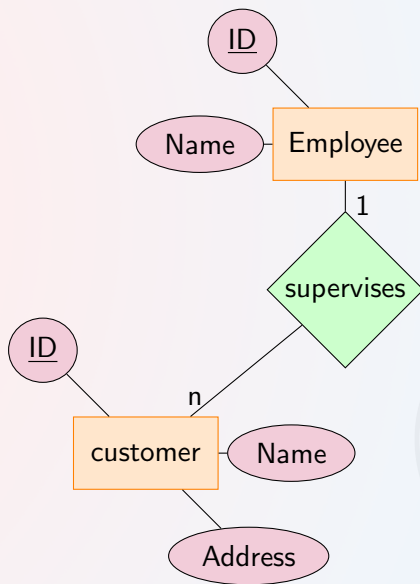 ID
Name
Employee
1
supervises
ID
n
customer
Name
Address